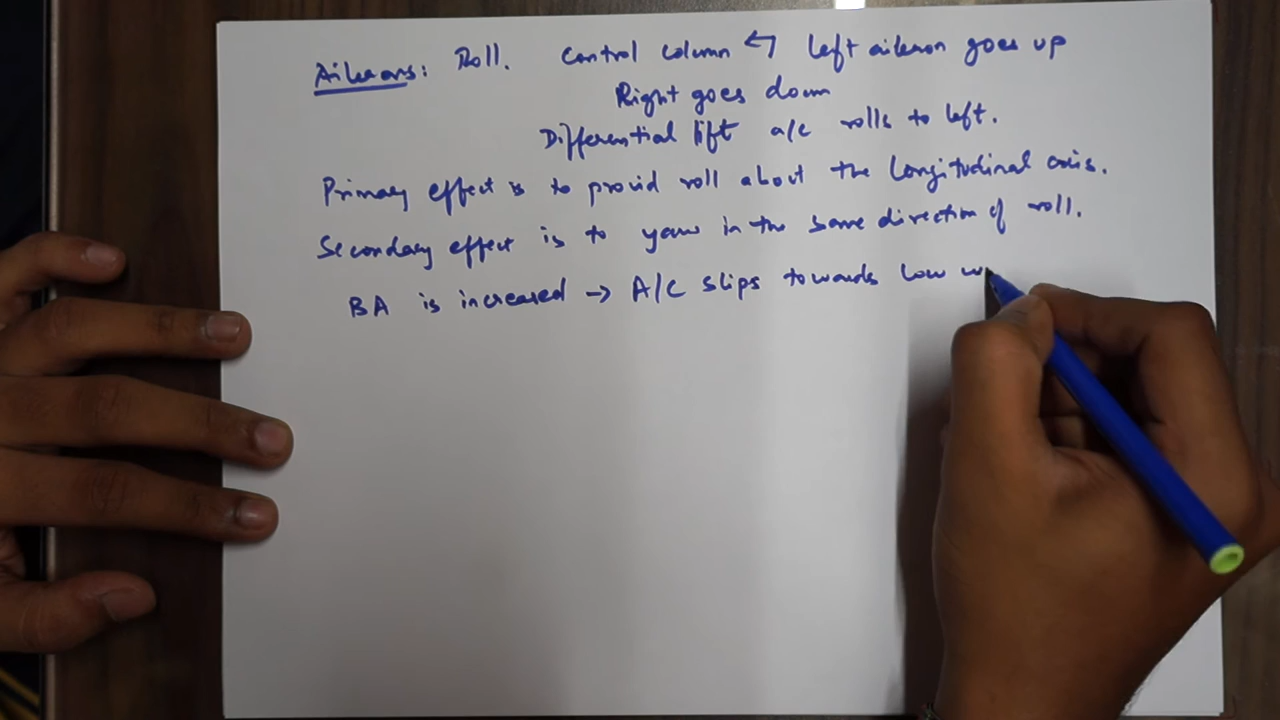 Ailerons: Roll. Control Column ↰ left aileron goes up
Right goes down
Differential lift a/c rolls to left.
Primary effect is to provid roll about the longitudinal axis.
Secondary effect is to yaw in the same direction of roll.
BA is increased → A/C slips towards low w